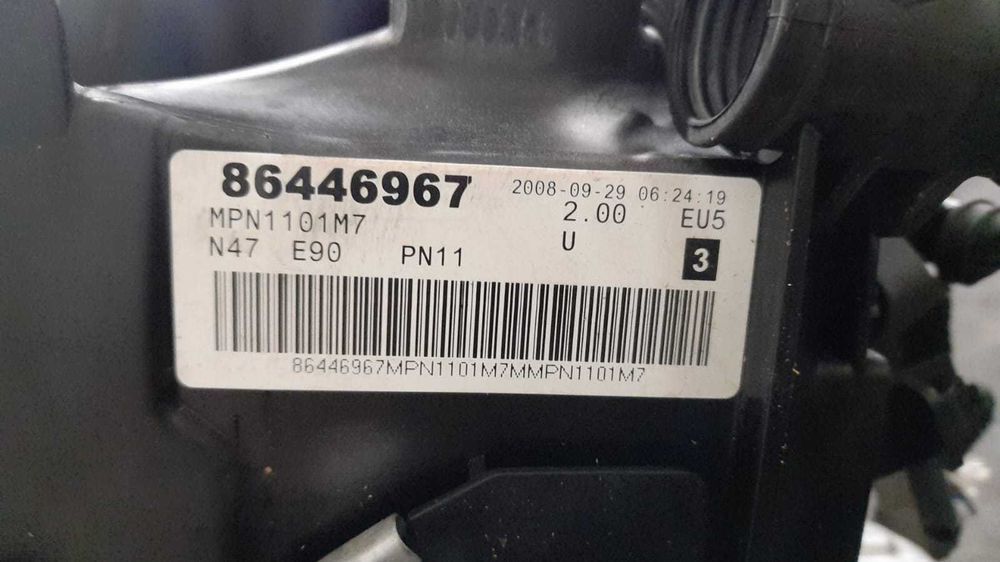 86446967 2008-09-29 06:24:19
MPN1101M7 2.00 EU5
N47 E90 PN11 U 3
86446967MPN1101M7MMPN1101M7